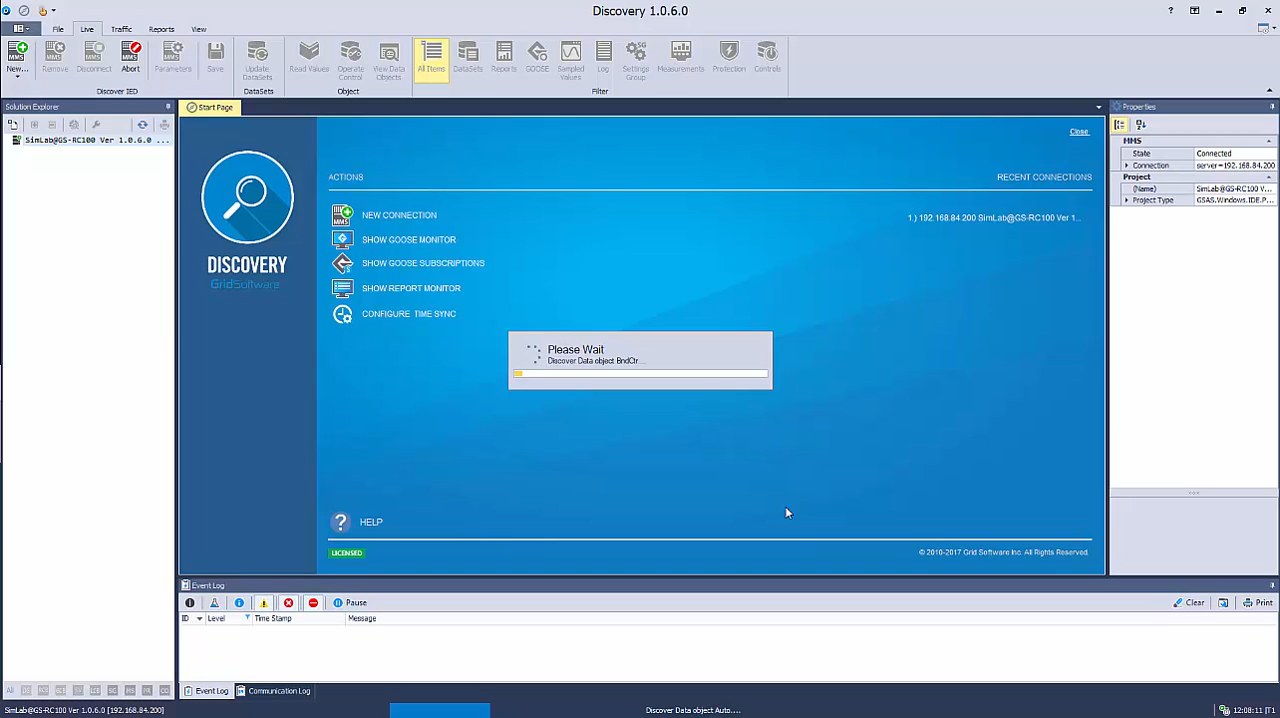 Discovery 1.0.6.0
File Live Traffic Reports View
New... Remove Disconnect Abort Parameters Save Update DataSets Read Values Operate Control View Data Objects All Items DataSets Reports GOOSE Sampled Values Log Settings Group Measurements Protection Controls
Discover IED DataSets Object Filter
Solution Explorer
SimLab@GS-RC100 Ver 1.0.6.0 ...
Start Page
Close
ACTIONS
RECENT CONNECTIONS
NEW CONNECTION
1.) 192.168.84.200 SimLab@GS-RC100 Ver 1...
SHOW GOOSE MONITOR
SHOW GOOSE SUBSCRIPTIONS
SHOW REPORT MONITOR
CONFIGURE TIME SYNC
DISCOVERY
GridSoftware
Please Wait
Discover Data object BndCtr...
HELP
LICENSED
© 2010-2017 Grid Software Inc. All Rights Reserved.
Properties
MMS
State Connected
Connection server=192.168.84.200
Project
(Name) SimLab@GS-RC100 V...
Project Type GSAS.Windows.IDE.P...
Event Log
Pause
Clear
Print
ID Level Time Stamp Message
Event Log Communication Log
SimLab@GS-RC100 Ver 1.0.6.0 [192.168.84.200]
Discover Data object Auto....
12:08:11 |T1